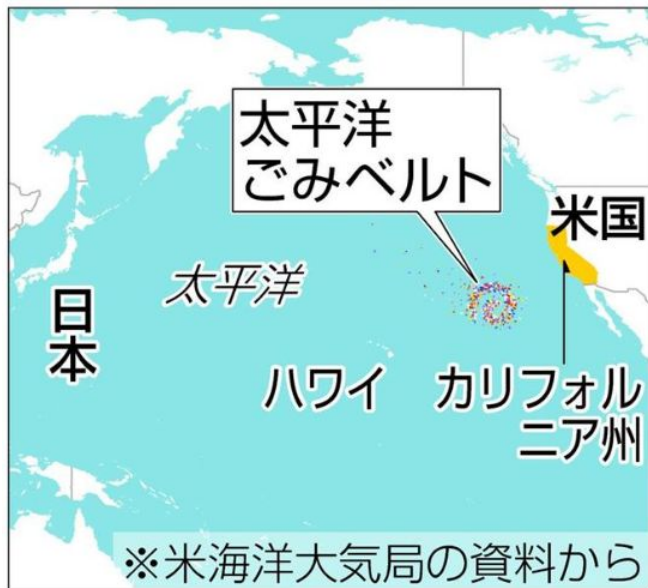 太平洋
ごみベルト
米国
太平洋
日本
ハワイ
カリフォル
ニア州
※米海洋大気局の資料から